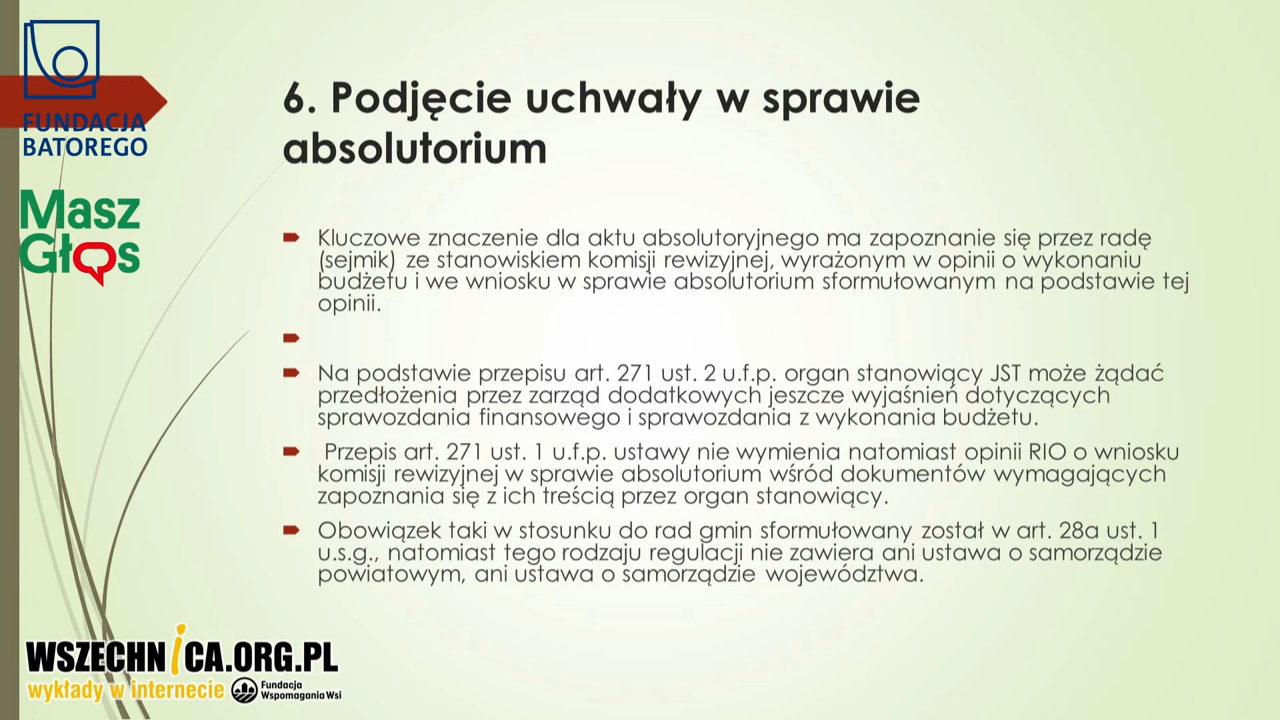 FUNDACJA
BATOREGO
Masz
Głos
6. Podjęcie uchwały w sprawie
absolutorium
Kluczowe znaczenie dla aktu absolutoryjnego ma zapoznanie się przez radę
(sejmik) ze stanowiskiem komisji rewizyjnej, wyrażonym w opinii o wykonaniu
budżetu i we wniosku w sprawie absolutorium sformułowanym na podstawie tej
opinii.
Na podstawie przepisu art. 271 ust. 2 u.f.p. organ stanowiący JST może żądać
przedłożenia przez zarząd dodatkowych jeszcze wyjaśnień dotyczących
sprawozdania finansowego i sprawozdania z wykonania budżetu.
Przepis art. 271 ust. 1 u.f.p. ustawy nie wymienia natomiast opinii RIO o wniosku
komisji rewizyjnej w sprawie absolutorium wśród dokumentów wymagających
zapoznania się z ich treścią przez organ stanowiący.
Obowiązek taki w stosunku do rad gmin sformułowany został w art. 28a ust. 1
u.s.g., natomiast tego rodzaju regulacji nie zawiera ani ustawa o samorządzie
powiatowym, ani ustawa o samorządzie województwa.
WSZECHNiCA.ORG.PL
wykłady w internecie
Fundacja
Wspomagania Wsi